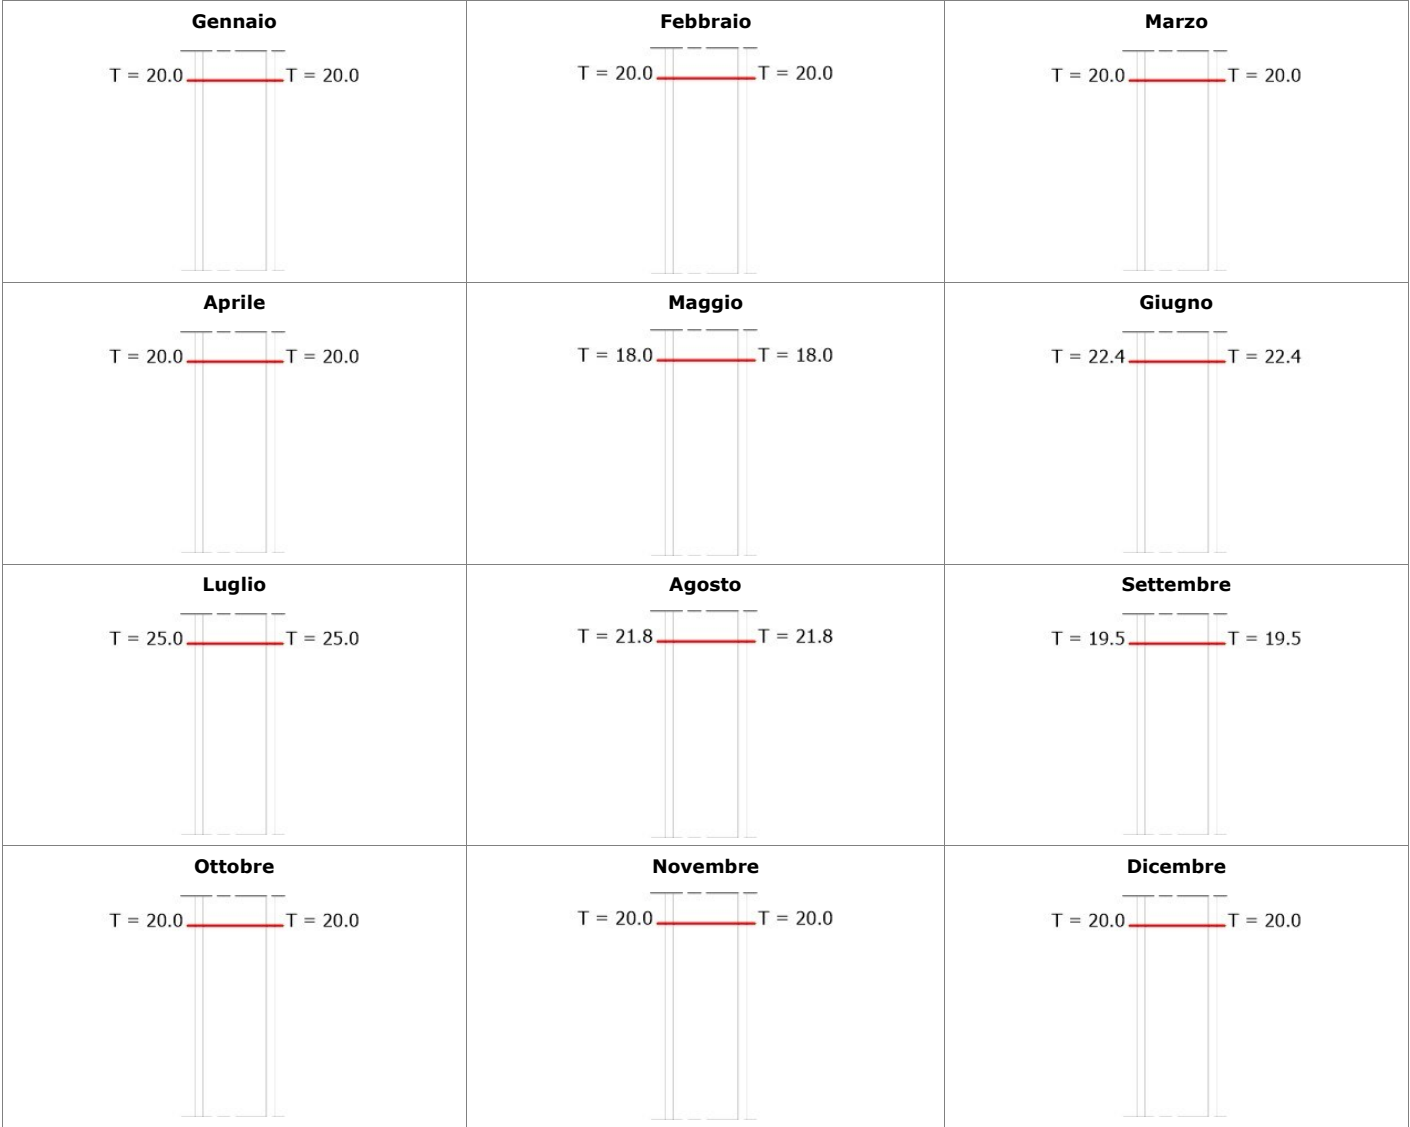 Gennaio
T = 20.0 T = 20.0
Febbraio
T = 20.0 T = 20.0
Marzo
T = 20.0 T = 20.0
Aprile
T = 20.0 T = 20.0
Maggio
T = 18.0 T = 18.0
Giugno
T = 22.4 T = 22.4
Luglio
T = 25.0 T = 25.0
Agosto
T = 21.8 T = 21.8
Settembre
T = 19.5 T = 19.5
Ottobre
T = 20.0 T = 20.0
Novembre
T = 20.0 T = 20.0
Dicembre
T = 20.0 T = 20.0